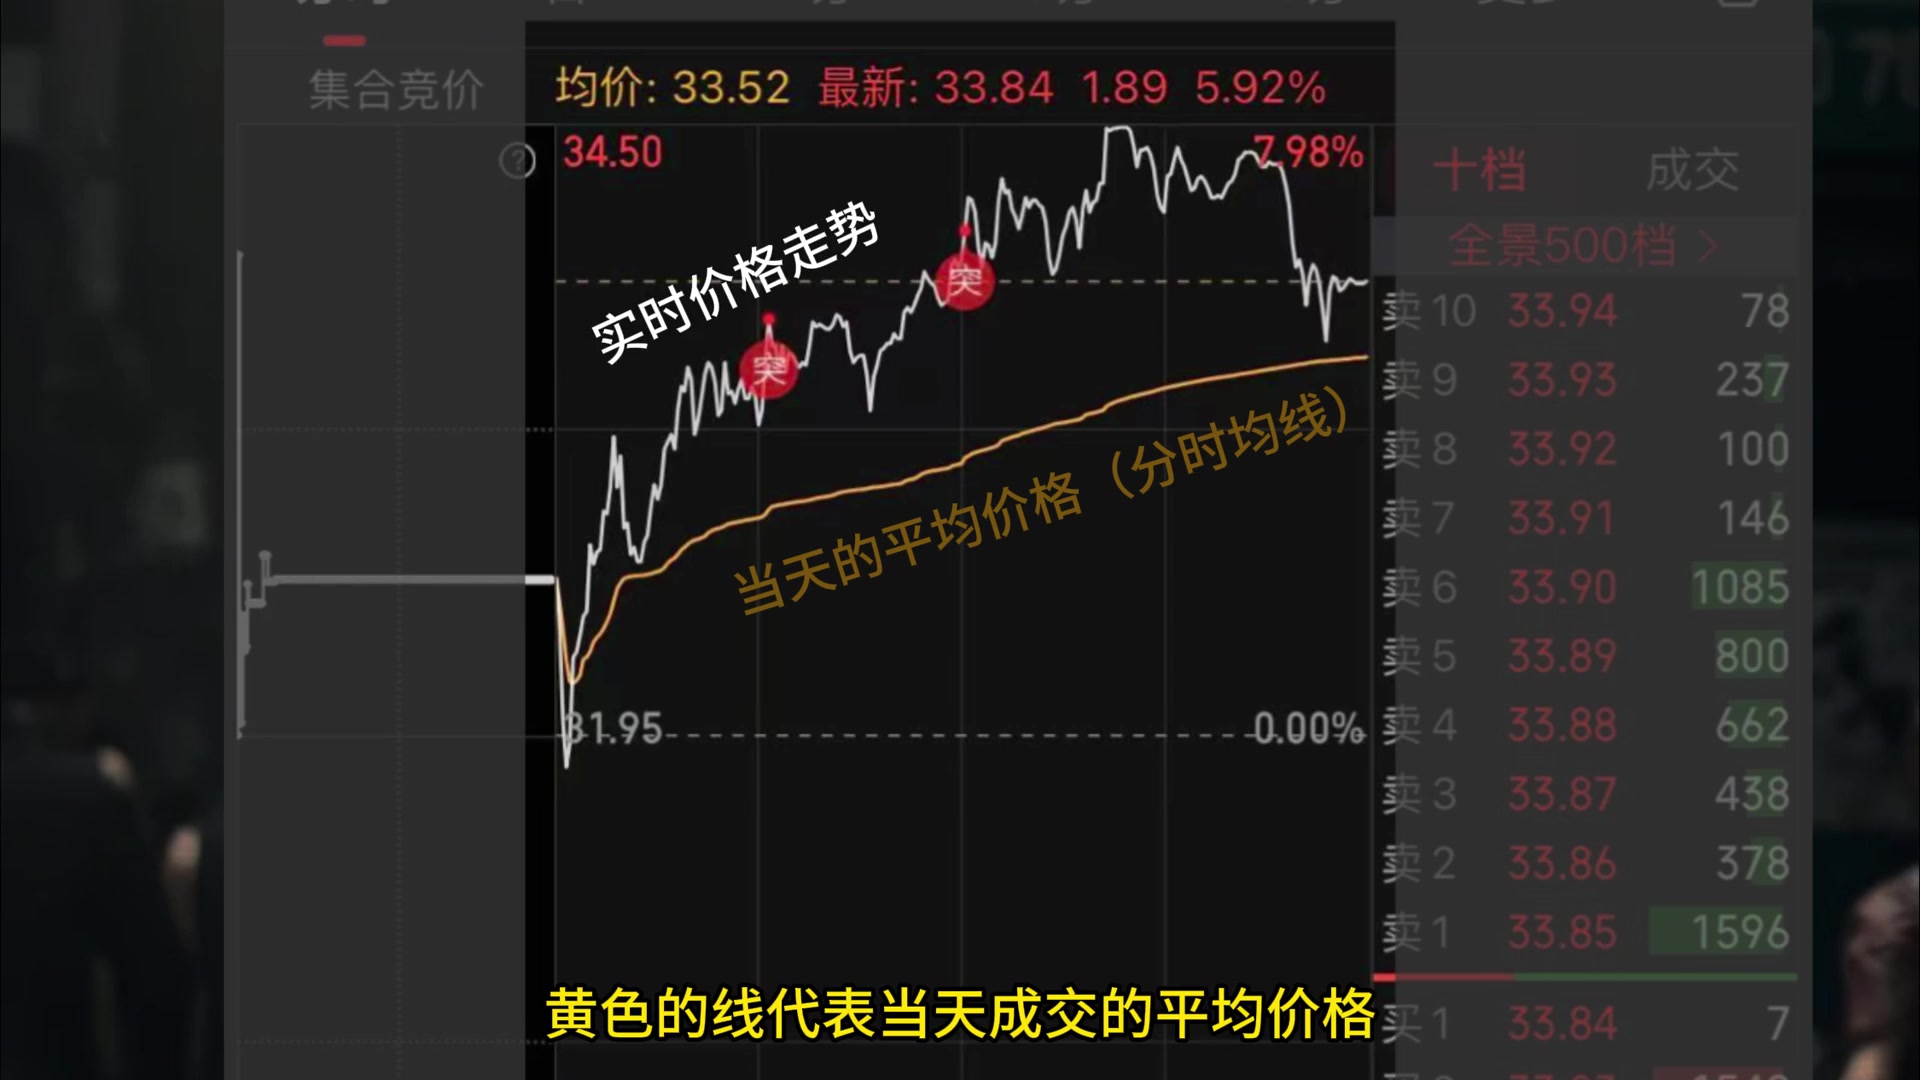 集合竞价
均价: 33.52 最新: 33.84 1.89 5.92%
34.50 7.98%
实时价格走势
突
突
当天的平均价格（分时均线）
31.95 0.00%
十档 成交
全景500档 >
卖10 33.94 78
卖9 33.93 237
卖8 33.92 100
卖7 33.91 146
卖6 33.90 1085
卖5 33.89 800
卖4 33.88 662
卖3 33.87 438
卖2 33.86 378
卖1 33.85 1596
买1 33.84 7
黄色的线代表当天成交的平均价格